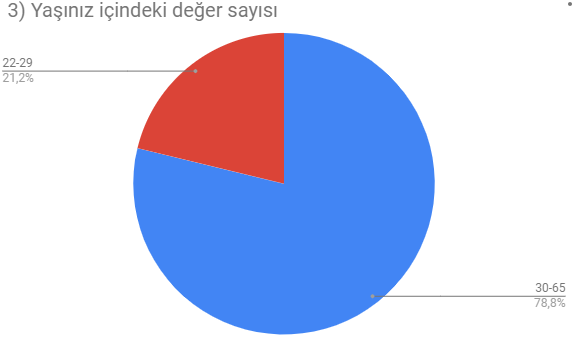 3) Yaşınız içindeki değer sayısı
22-29
21,2%
30-65
78,8%